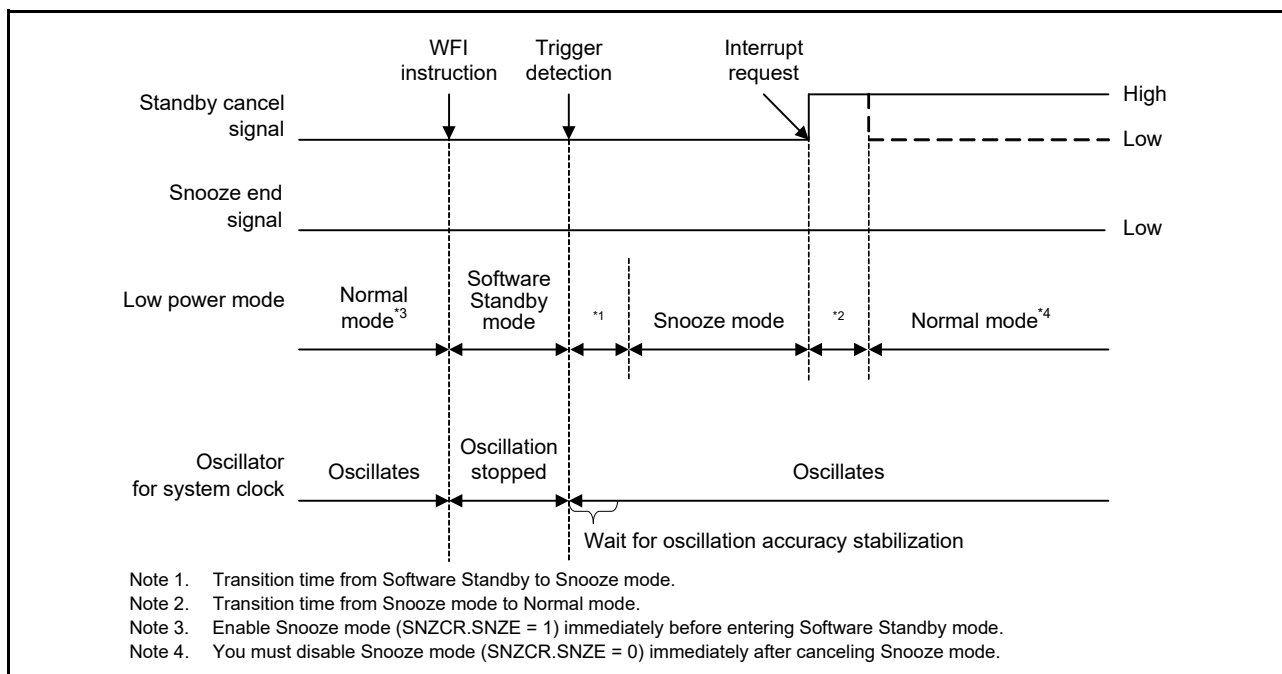 WFI
instruction
Trigger
detection
Interrupt
request
Standby cancel
signal
High
Low
Snooze end
signal
Low
Low power mode
Normal
mode*3
Software
Standby
mode
*1
Snooze mode
*2
Normal mode*4
Oscillator
for system clock
Oscillates
Oscillation
stopped
Oscillates
Wait for oscillation accuracy stabilization
Note 1. Transition time from Software Standby to Snooze mode.
Note 2. Transition time from Snooze mode to Normal mode.
Note 3. Enable Snooze mode (SNZCR.SNZE = 1) immediately before entering Software Standby mode.
Note 4. You must disable Snooze mode (SNZCR.SNZE = 0) immediately after canceling Snooze mode.